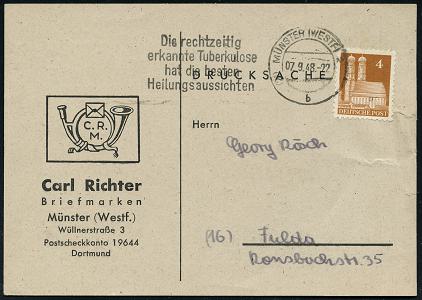 Die rechtzeitig
erkannte Tuberkulose
hat die besten
Heilungsaussichten
MÜNSTER (WESTF)
07.9.48.-22
b
DRUCKSACHE
4
DEUTSCHE POST
C. R.
M.
Carl Richter
Briefmarken
Münster (Westf.)
Wüllnerstraße 3
Postscheckkonto 19644
Dortmund
Herrn
Georg Rösch
(16) Fulda
Ronsbachstr. 35